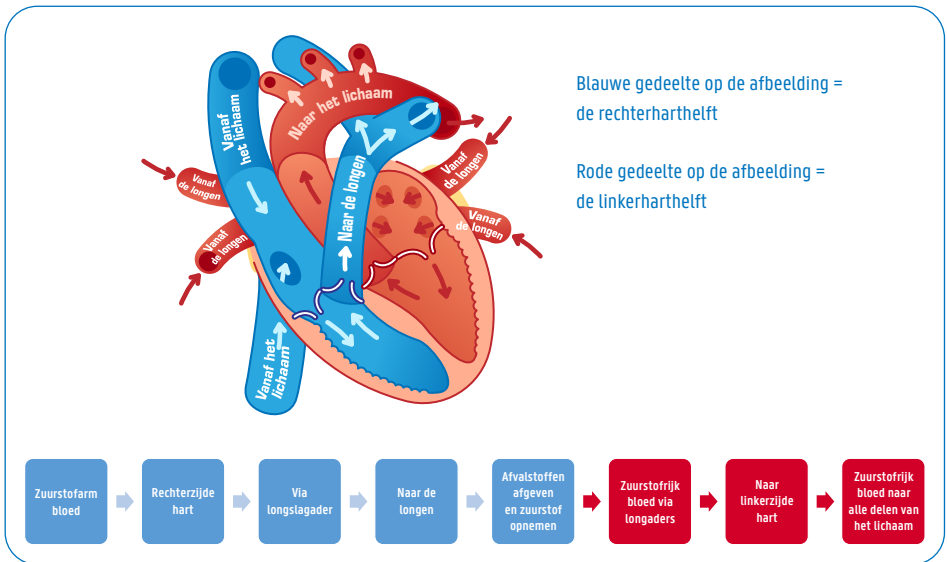 Blauwe gedeelte op de afbeelding =
de rechterharthelft
Rode gedeelte op de afbeelding =
de linkerharthelft
Vanaf
het lichaam
Naar het lichaam
Naar de longen
Vanaf
de longen
Vanaf
de longen
Vanaf
de longen
Vanaf
de longen
Vanaf het
lichaam
Zuurstofarm
bloed
Rechterzijde
hart
Via
longslagader
Naar de
longen
Afvalstoffen
afgeven
en zuurstof
opnemen
Zuurstofrijk
bloed via
longaders
Naar
linkerzijde
hart
Zuurstofrijk
bloed naar
alle delen van
het lichaam